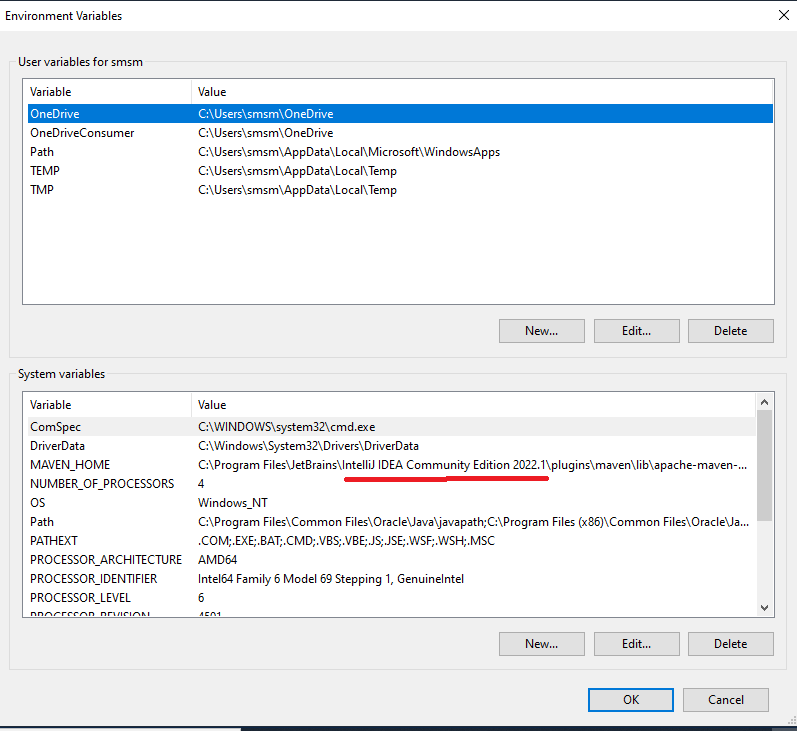 Environment Variables
User variables for smsm
Variable Value
OneDrive C:\Users\smsm\OneDrive
OneDriveConsumer C:\Users\smsm\OneDrive
Path C:\Users\smsm\AppData\Local\Microsoft\WindowsApps
TEMP C:\Users\smsm\AppData\Local\Temp
TMP C:\Users\smsm\AppData\Local\Temp
New... Edit... Delete
System variables
Variable Value
ComSpec C:\WINDOWS\system32\cmd.exe
DriverData C:\Windows\System32\Drivers\DriverData
MAVEN_HOME C:\Program Files\JetBrains\IntelliJ IDEA Community Edition 2022.1\plugins\maven\lib\apache-maven-...
NUMBER_OF_PROCESSORS 4
OS Windows_NT
Path C:\Program Files\Common Files\Oracle\Java\javapath;C:\Program Files (x86)\Common Files\Oracle\Ja...
PATHEXT .COM;.EXE;.BAT;.CMD;.VBS;.VBE;.JS;.JSE;.WSF;.WSH;.MSC
PROCESSOR_ARCHITECTURE AMD64
PROCESSOR_IDENTIFIER Intel64 Family 6 Model 69 Stepping 1, GenuineIntel
PROCESSOR_LEVEL 6
PROCESSOR_REVISION 4501
New... Edit... Delete
OK Cancel